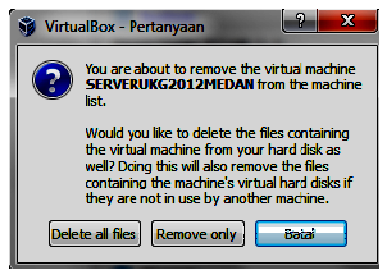 VirtualBox - Pertanyaan
You are about to remove the virtual machine
SERVERUKG2012MEDAN from the machine
list.
Would you like to delete the files containing
the virtual machine from your hard disk as
well? Doing this will also remove the files
containing the machine's virtual hard disks if
they are not in use by another machine.
Delete all files Remove only Batal